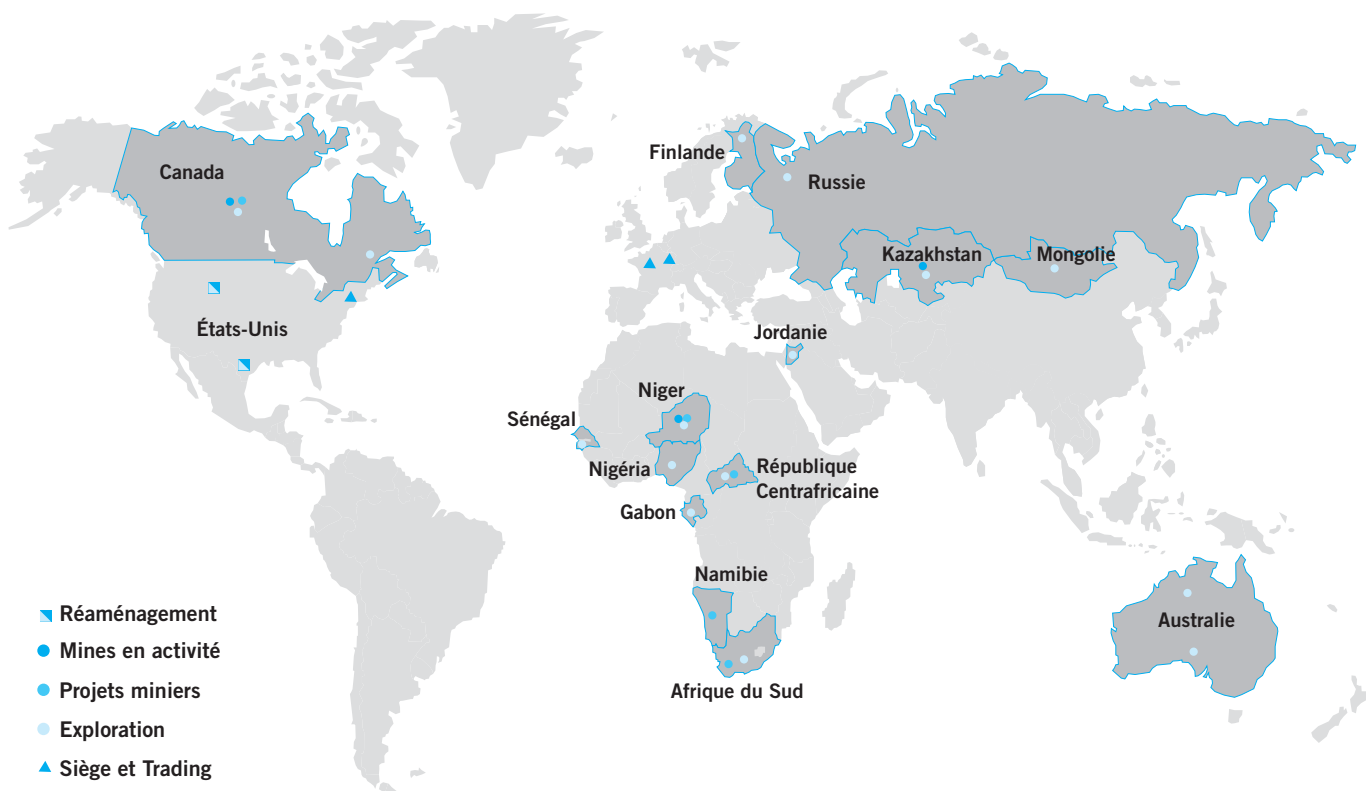 Canada
Finlande
Russie
Kazakhstan
Mongolie
États-Unis
Jordanie
Niger
Sénégal
Nigéria
République
Centrafricaine
Gabon
Namibie
Australie
Afrique du Sud
Réaménagement
Mines en activité
Projets miniers
Exploration
Siège et Trading